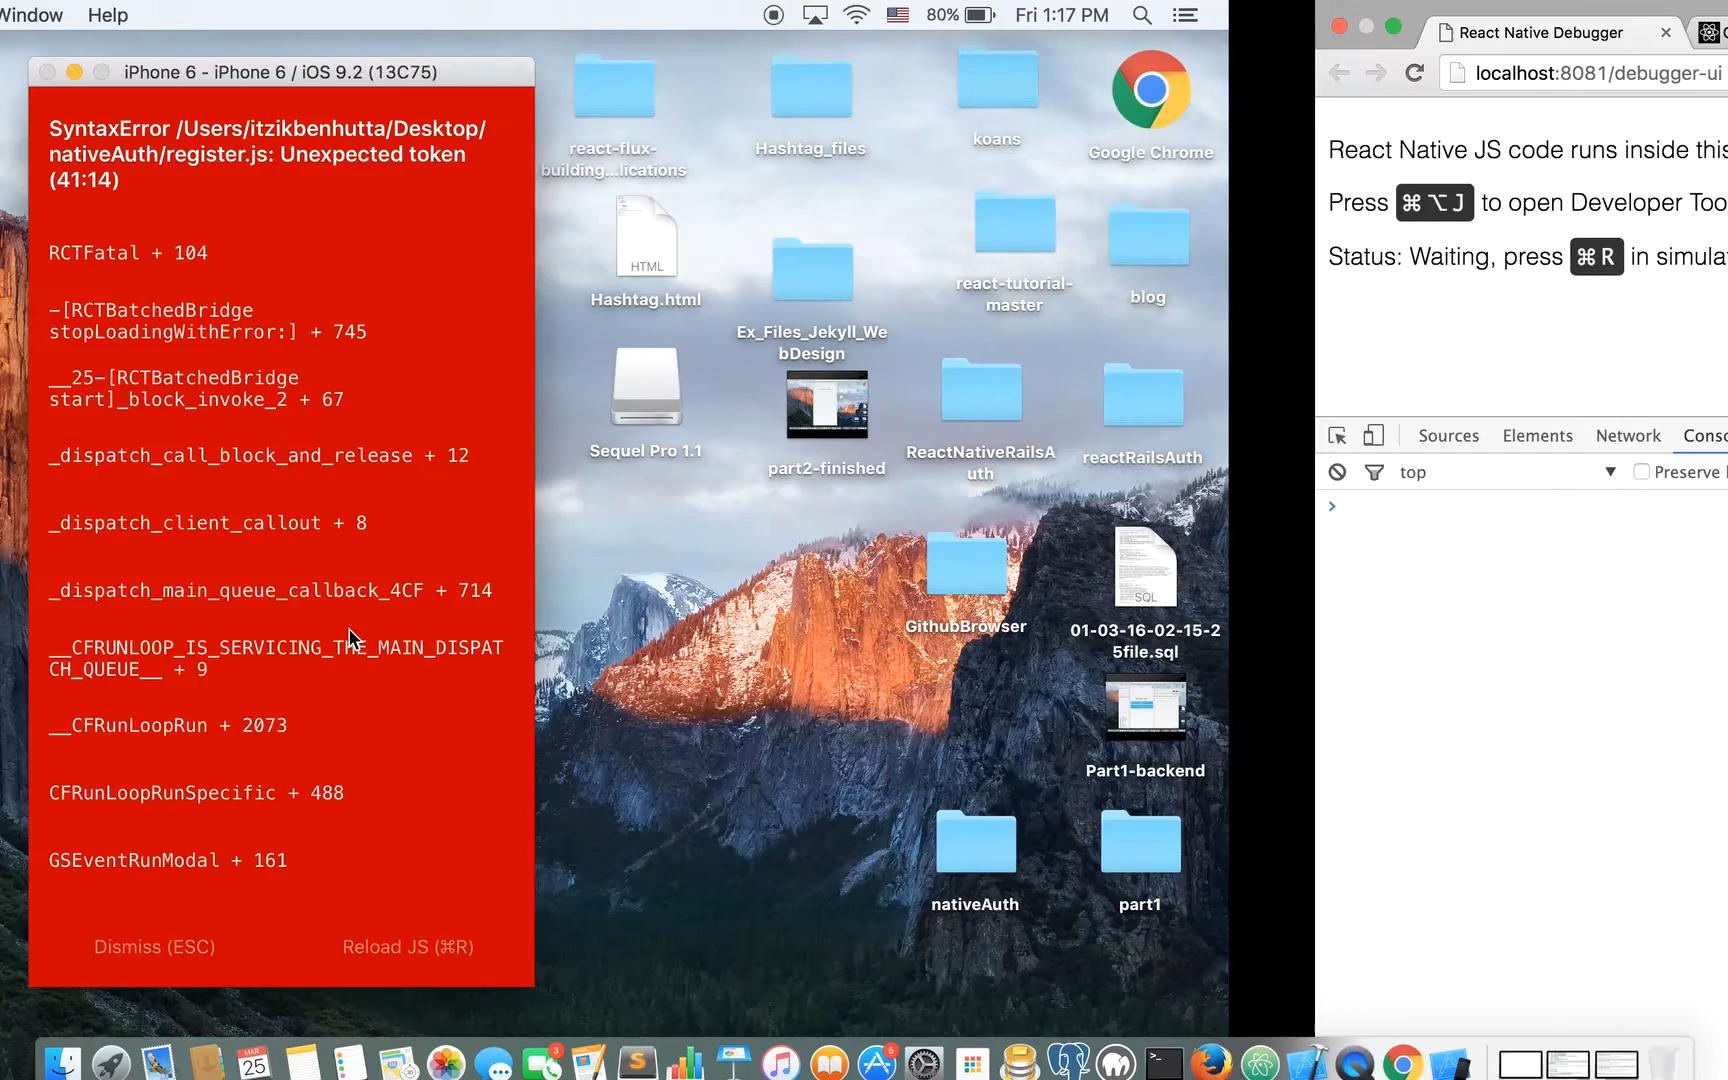 Window Help
80% Fri 1:17 PM
iPhone 6 - iPhone 6 / iOS 9.2 (13C75)
SyntaxError /Users/itzikbenhutta/Desktop/
nativeAuth/register.js: Unexpected token
(41:14)
RCTFatal + 104
-[RCTBatchedBridge
stopLoadingWithError:] + 745
__25-[RCTBatchedBridge
start]_block_invoke_2 + 67
_dispatch_call_block_and_release + 12
_dispatch_client_callout + 8
_dispatch_main_queue_callback_4CF + 714
__CFRUNLOOP_IS_SERVICING_THE_MAIN_DISPAT
CH_QUEUE__ + 9
__CFRunLoopRun + 2073
CFRunLoopRunSpecific + 488
GSEventRunModal + 161
Dismiss (ESC) Reload JS (⌘R)
react-flux-
building...lications
Hashtag_files
koans
Google Chrome
HTML
Hashtag.html
Ex_Files_Jekyll_We
bDesign
react-tutorial-
master
blog
Sequel Pro 1.1
part2-finished
ReactNativeRailsA
uth
reactRailsAuth
GithubBrowser
SQL
01-03-16-02-15-2
5file.sql
Part1-backend
nativeAuth
part1
React Native Debugger
localhost:8081/debugger-ui
React Native JS code runs inside this
Press ⌘⌥J to open Developer Too
Status: Waiting, press ⌘R in simula
Sources Elements Network Conso
top Preserve
MAR
25
3
6